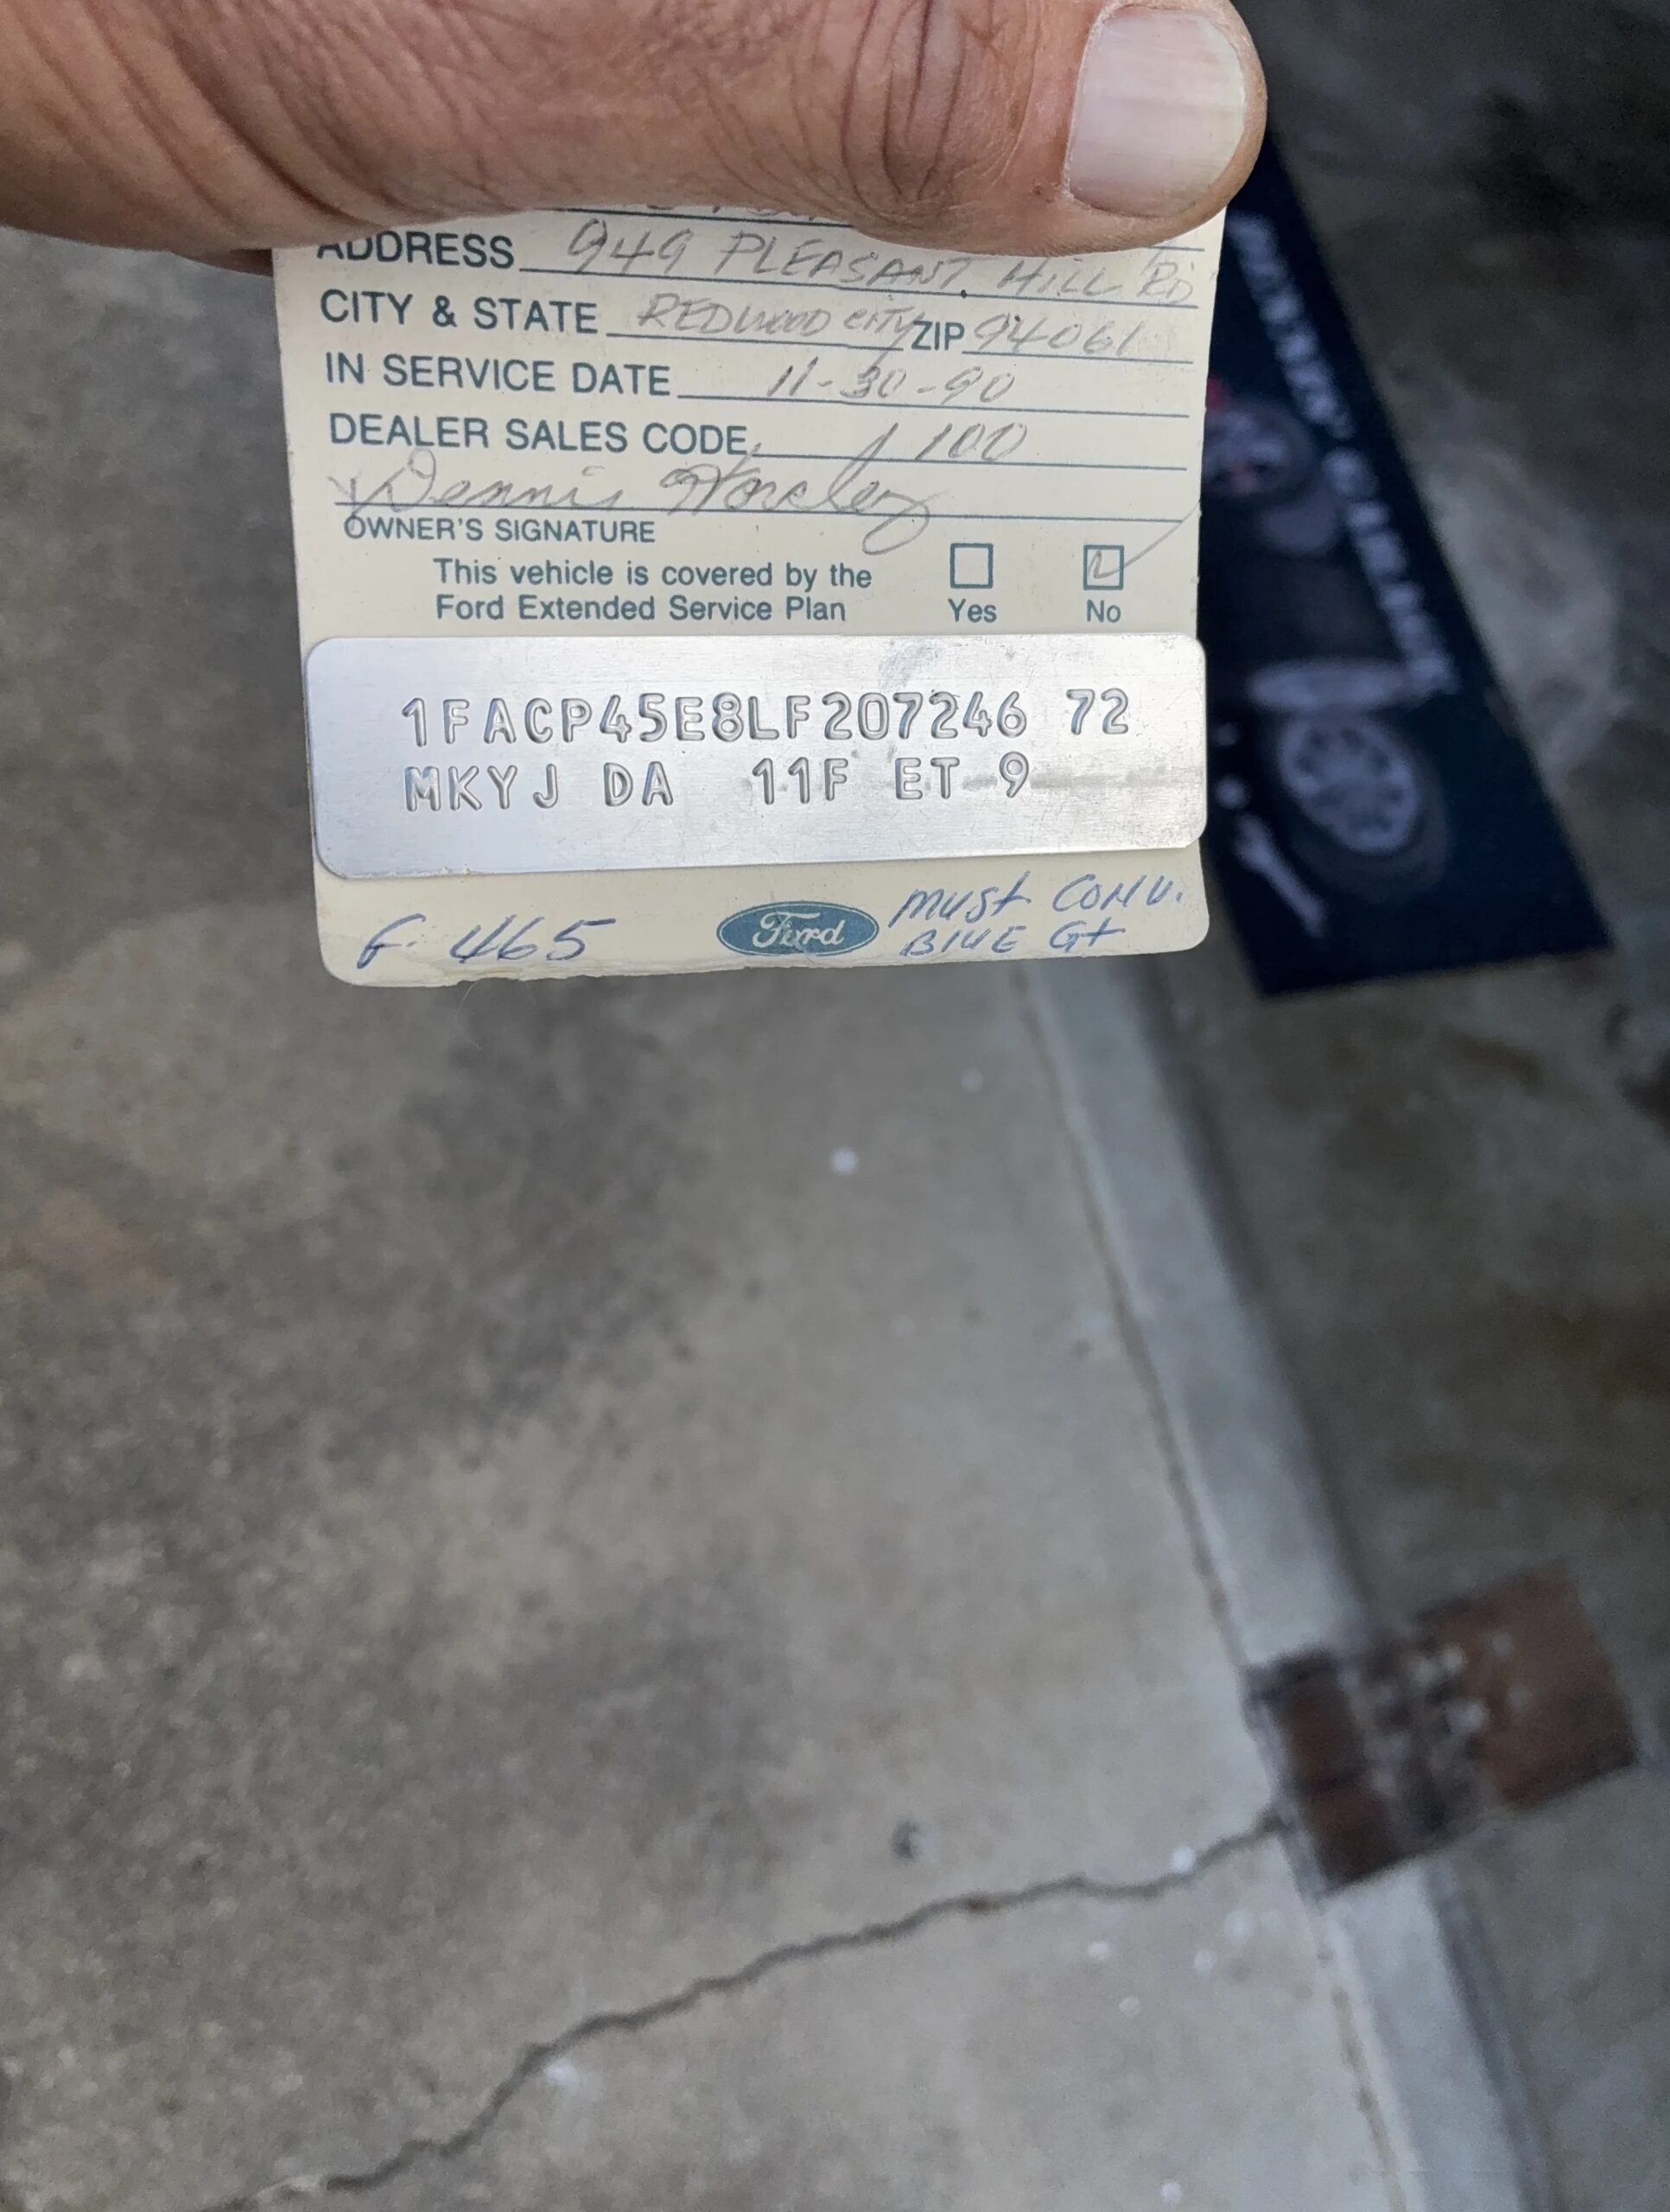 ADDRESS 949 PLEASANT HILL RD
CITY & STATE REDWOOD CITY ZIP 94061
IN SERVICE DATE 11-30-90
DEALER SALES CODE 1100
Dennis
OWNER'S SIGNATURE
This vehicle is covered by the
Ford Extended Service Plan
Yes No
1FACP45E8LF207246 72
MKYJ DA 11F ET 9
F. 465
Ford
must CONV.
BlUE Gt